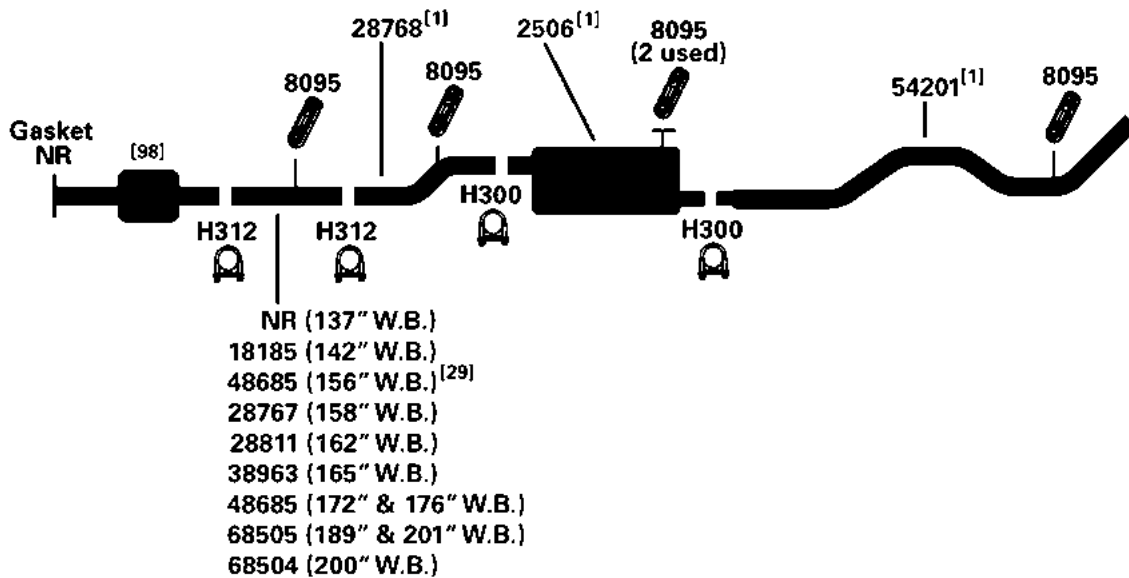 28768[1]
2506[1]
8095
(2 used)
8095
8095
54201[1]
8095
Gasket
NR
[98]
H312
H312
H300
H300
NR (137" W.B.)
18185 (142" W.B.)
48685 (156" W.B.)[29]
28767 (158" W.B.)
28811 (162" W.B.)
38963 (165" W.B.)
48685 (172" & 176" W.B.)
68505 (189" & 201" W.B.)
68504 (200" W.B.)